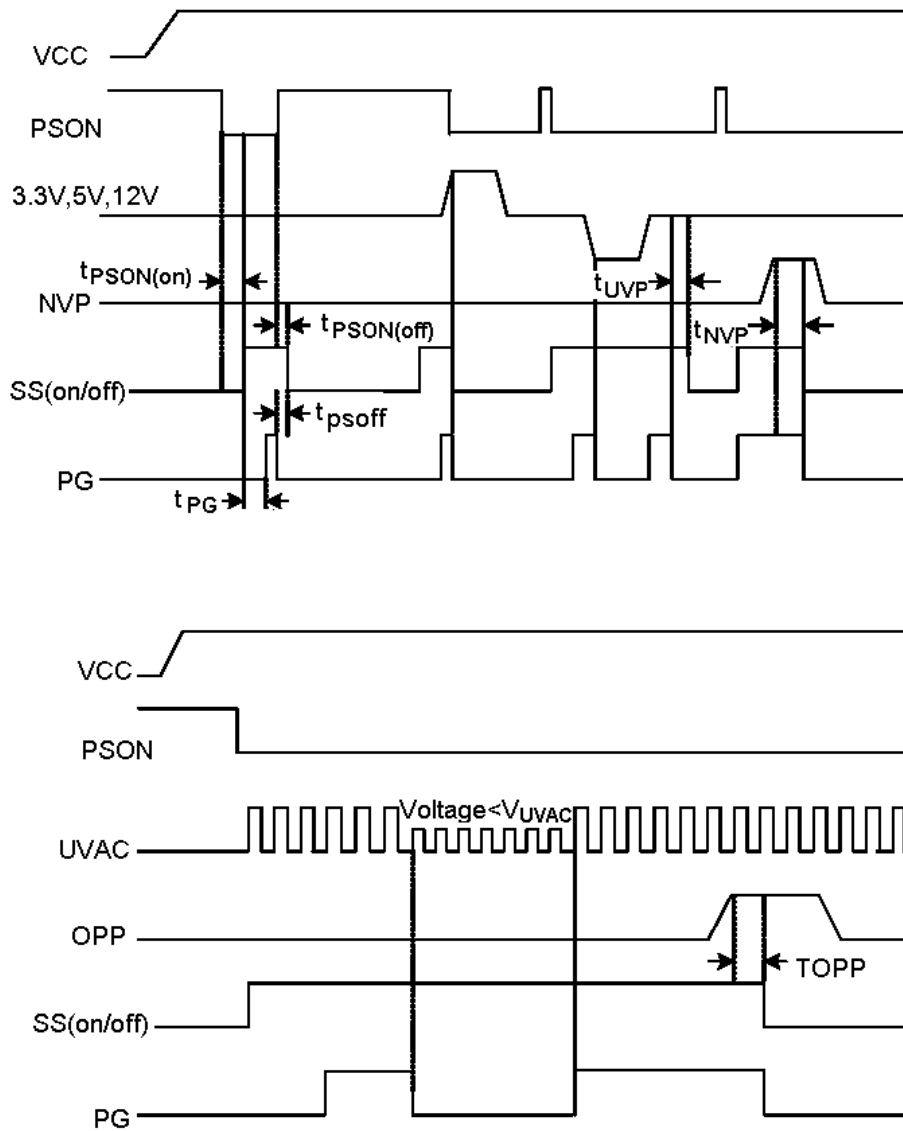 VCC
PSON
3.3V,5V,12V
tPSON(on)
tUVP
NVP
tPSON(off)
tNVP
SS(on/off)
tpsoff
PG
tPG
VCC
PSON
Voltage<VUVAC
UVAC
OPP
TOPP
SS(on/off)
PG